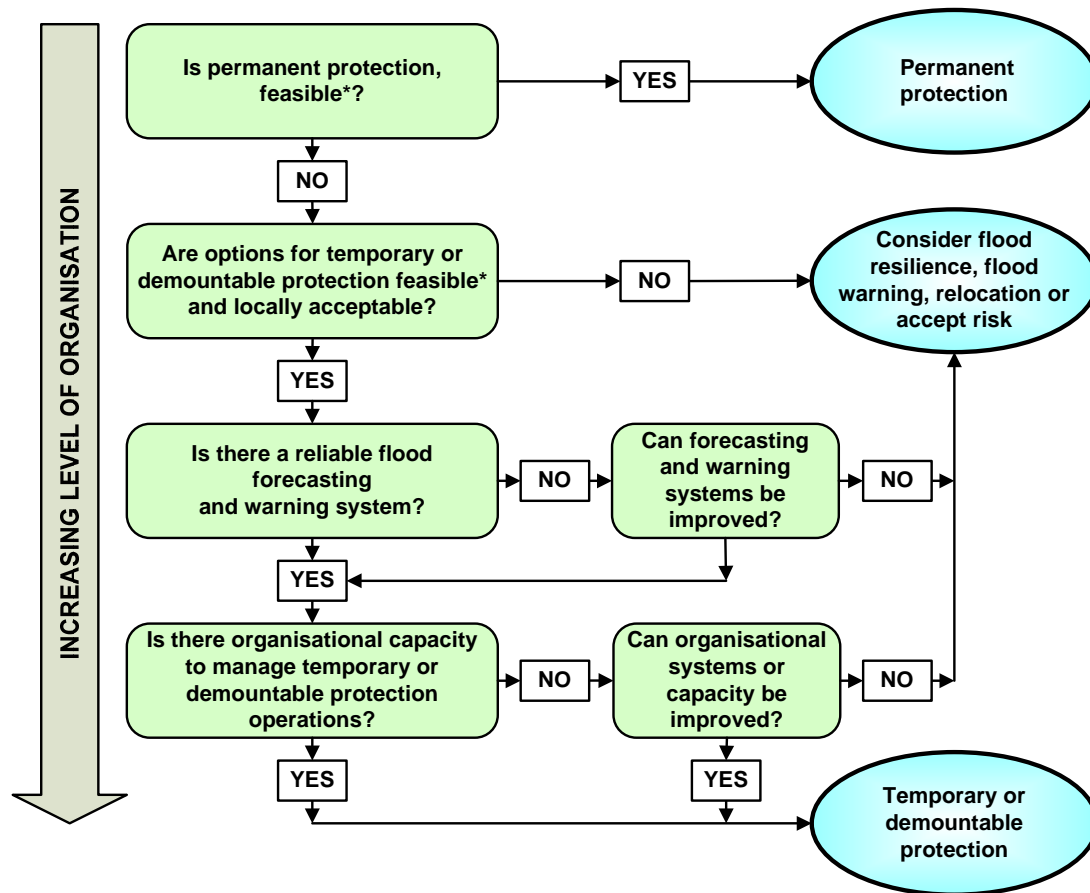 INCREASING LEVEL OF ORGANISATION
Is permanent protection,
feasible*?
YES
Permanent
protection
NO
Are options for temporary or
demountable protection feasible*
and locally acceptable?
NO
Consider flood
resilience, flood
warning, relocation or
accept risk
YES
Is there a reliable flood
forecasting
and warning system?
NO
Can forecasting
and warning
systems be
improved?
NO
YES
Is there organisational capacity
to manage temporary or
demountable protection
operations?
NO
Can organisational
systems or
capacity be
improved?
NO
YES
YES
Temporary or
demountable
protection